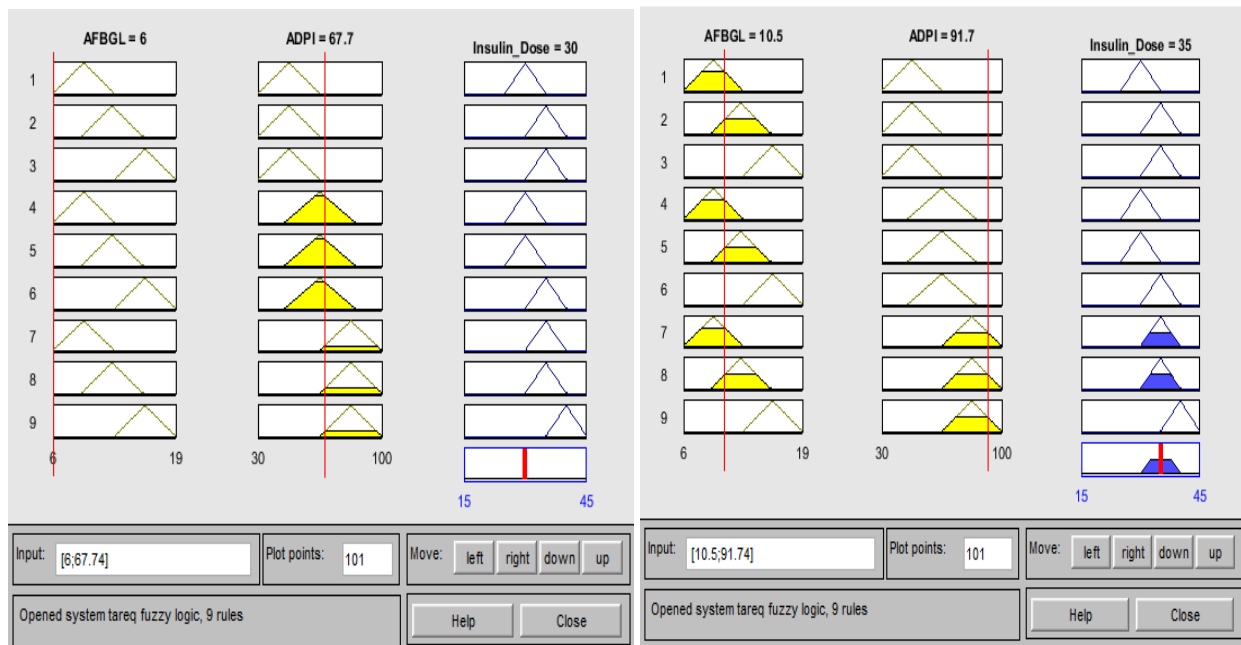 AFBGL = 6 ADPI = 67.7 Insulin_Dose = 30
1
2
3
4
5
6
7
8
9
6 19 30 100
15 45
Input: [6;67.74] Plot points: 101 Move: left right down up
Opened system tareq fuzzy logic, 9 rules Help Close
AFBGL = 10.5 ADPI = 91.7 Insulin_Dose = 35
1
2
3
4
5
6
7
8
9
6 19 30 100
15 45
Input: [10.5;91.74] Plot points: 101 Move: left right down up
Opened system tareq fuzzy logic, 9 rules Help Close